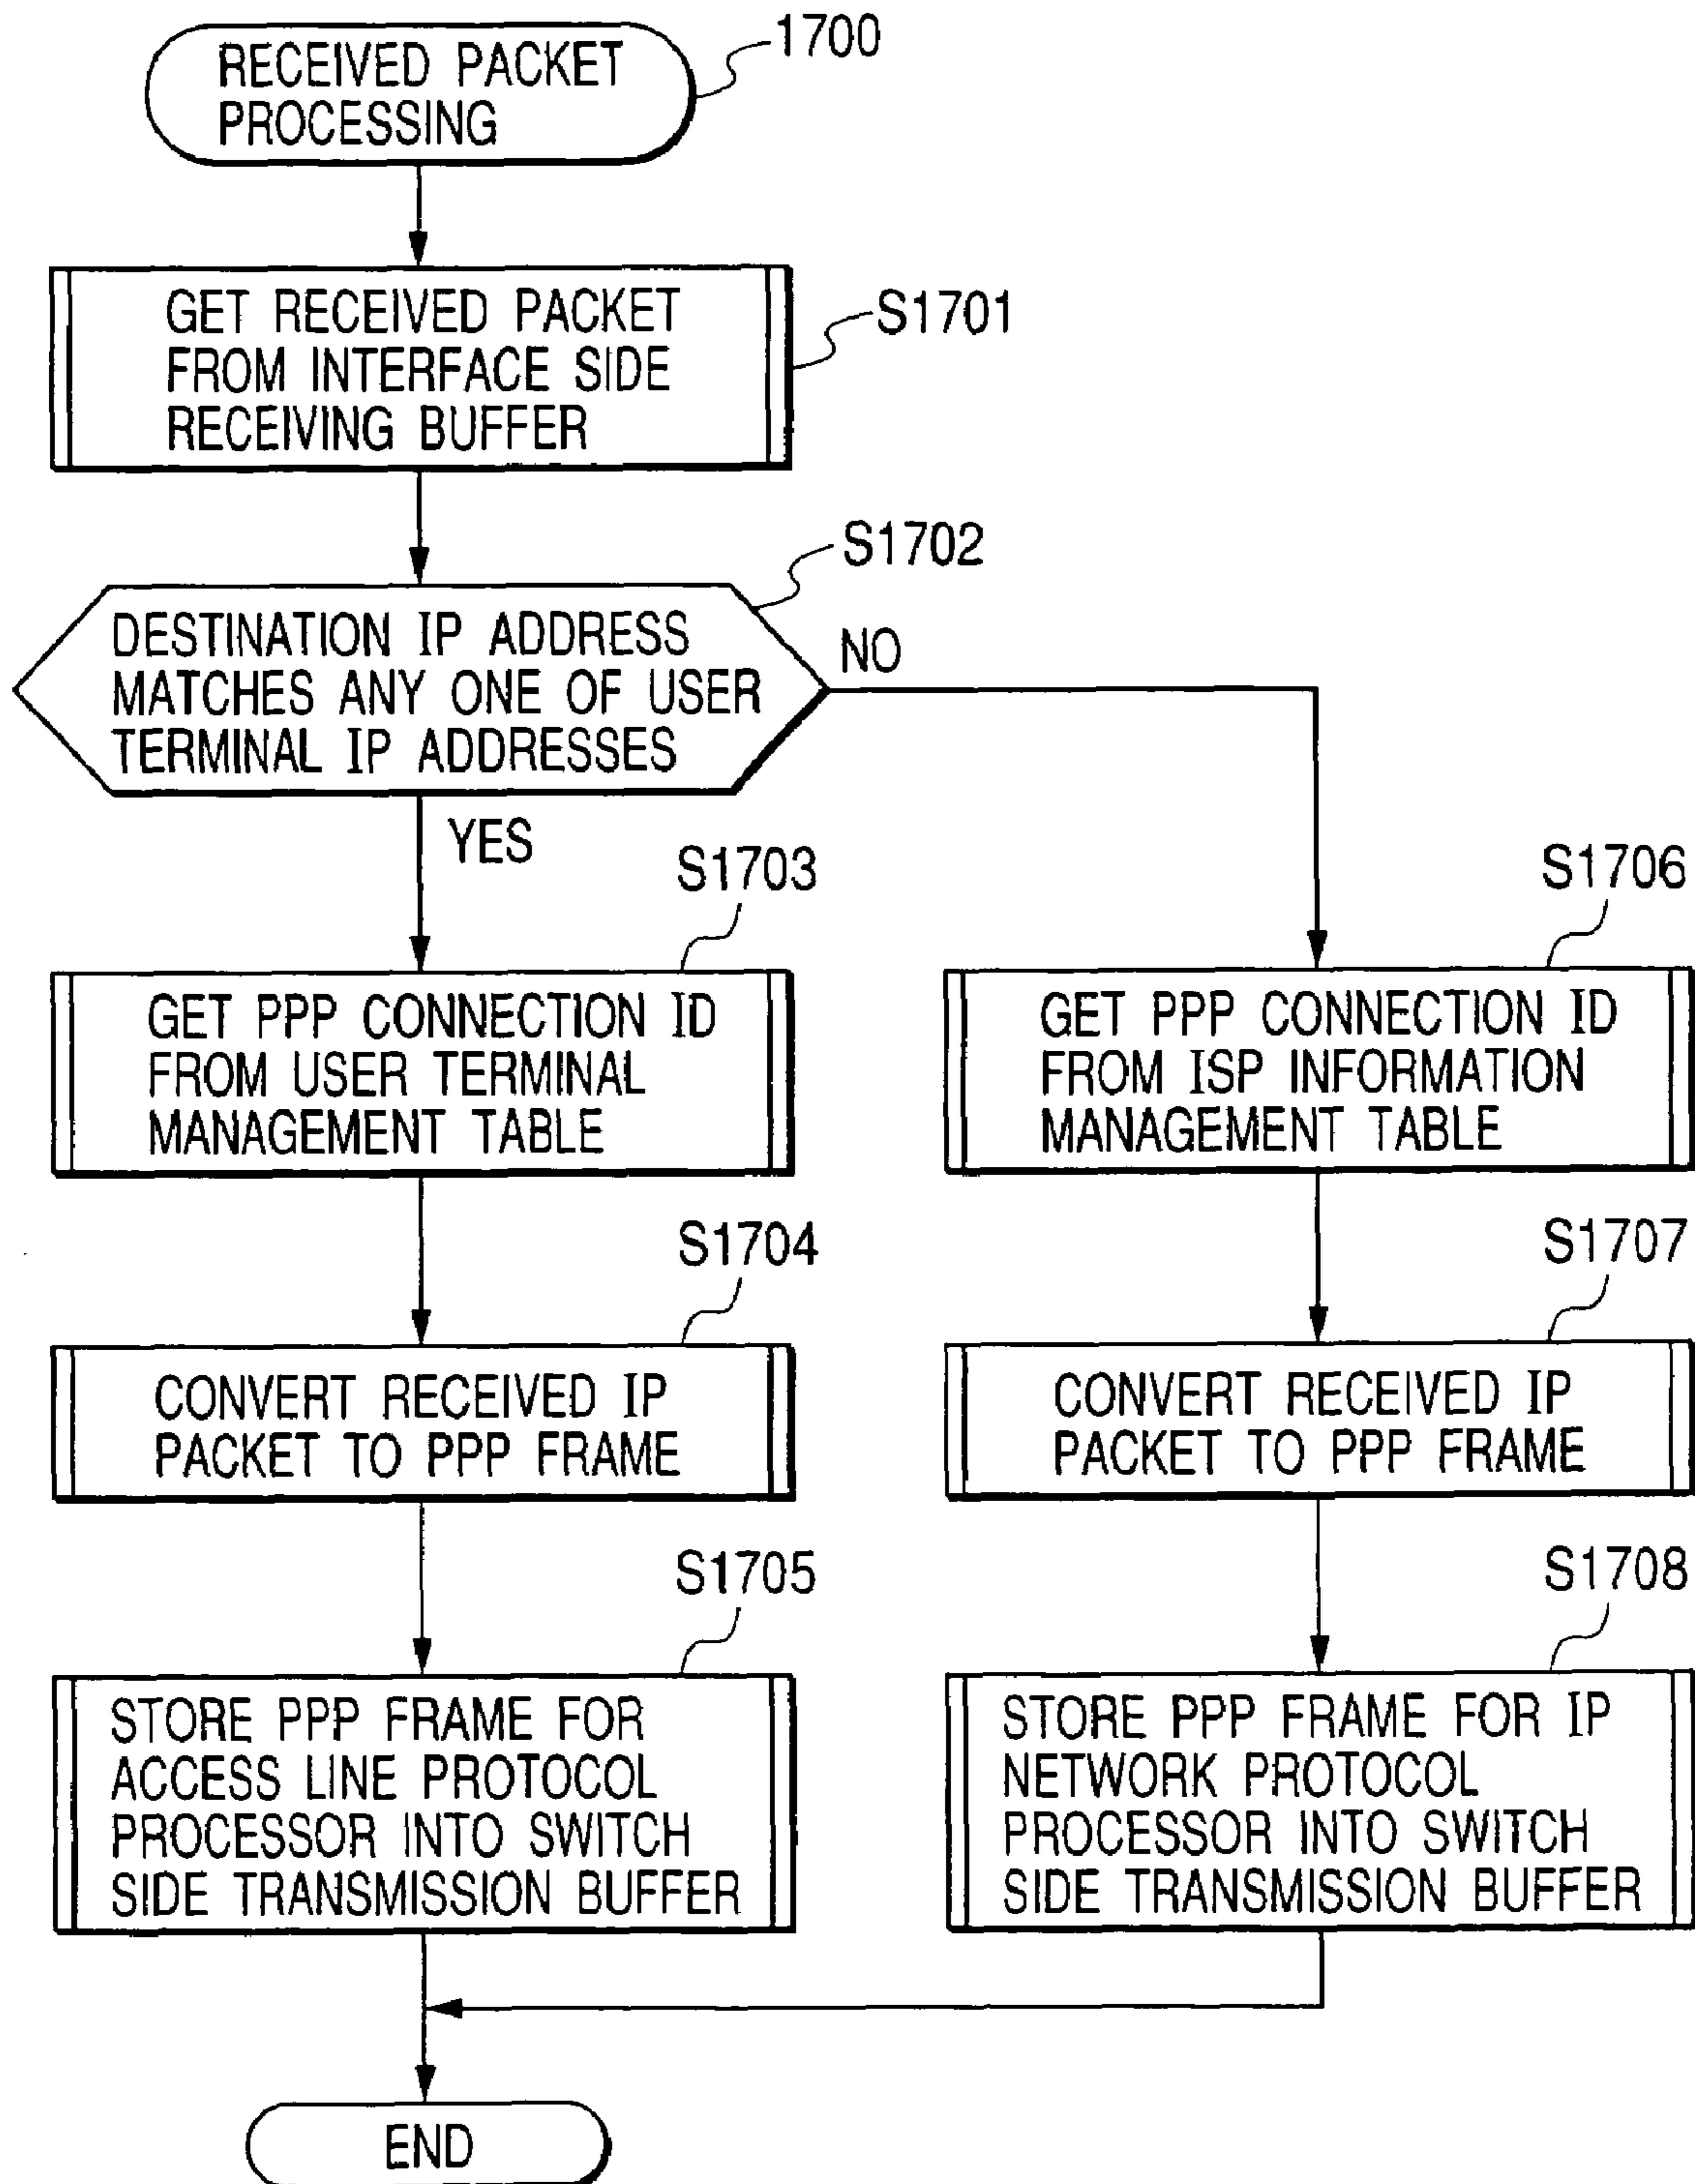 RECEIVED PACKET
PROCESSING
1700
GET RECEIVED PACKET
FROM INTERFACE SIDE
RECEIVING BUFFER
S1701
S1702
DESTINATION IP ADDRESS
MATCHES ANY ONE OF USER
TERMINAL IP ADDRESSES
NO
YES
S1703
GET PPP CONNECTION ID
FROM USER TERMINAL
MANAGEMENT TABLE
S1704
CONVERT RECEIVED IP
PACKET TO PPP FRAME
S1705
STORE PPP FRAME FOR
ACCESS LINE PROTOCOL
PROCESSOR INTO SWITCH
SIDE TRANSMISSION BUFFER
S1706
GET PPP CONNECTION ID
FROM ISP INFORMATION
MANAGEMENT TABLE
S1707
CONVERT RECEIVED IP
PACKET TO PPP FRAME
S1708
STORE PPP FRAME FOR IP
NETWORK PROTOCOL
PROCESSOR INTO SWITCH
SIDE TRANSMISSION BUFFER
END